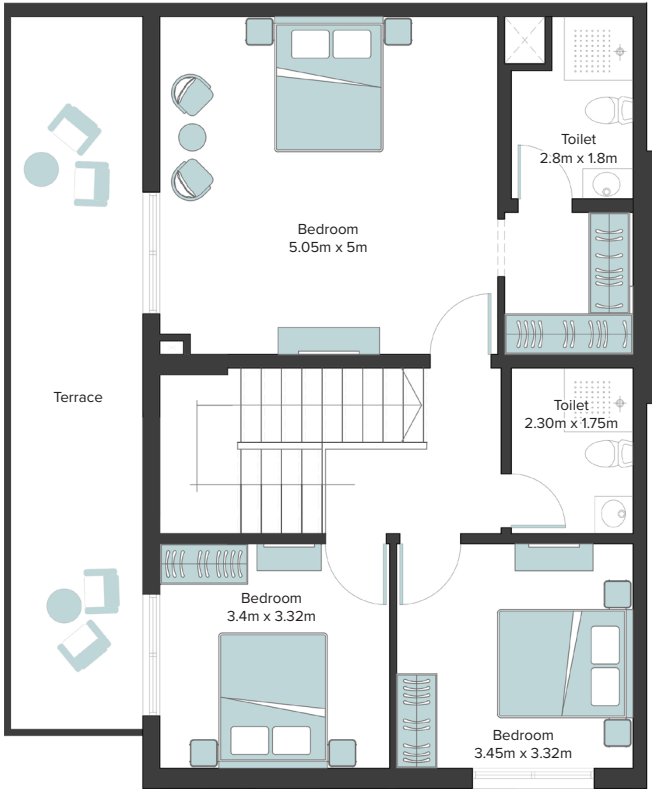 Toilet
2.8m x 1.8m
Bedroom
5.05m x 5m
Terrace
Toilet
2.30m x 1.75m
Bedroom
3.4m x 3.32m
Bedroom
3.45m x 3.32m